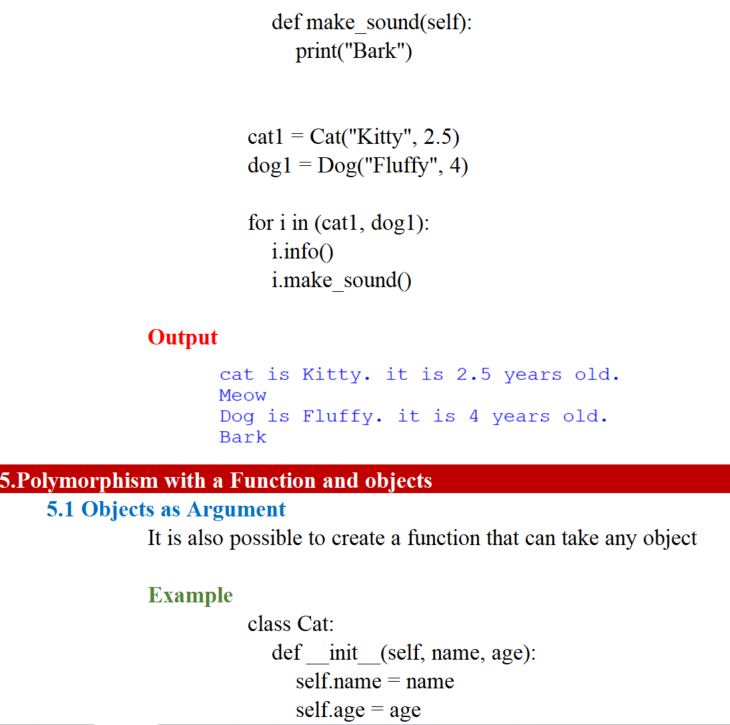 def make_sound(self):
print("Bark")
cat1 = Cat("Kitty", 2.5)
dog1 = Dog("Fluffy", 4)
for i in (cat1, dog1):
i.info()
i.make_sound()
Output
cat is Kitty. it is 2.5 years old.
Meow
Dog is Fluffy. it is 4 years old.
Bark
5.Polymorphism with a Function and objects
5.1 Objects as Argument
It is also possible to create a function that can take any object
Example
class Cat:
def __init__(self, name, age):
self.name = name
self.age = age